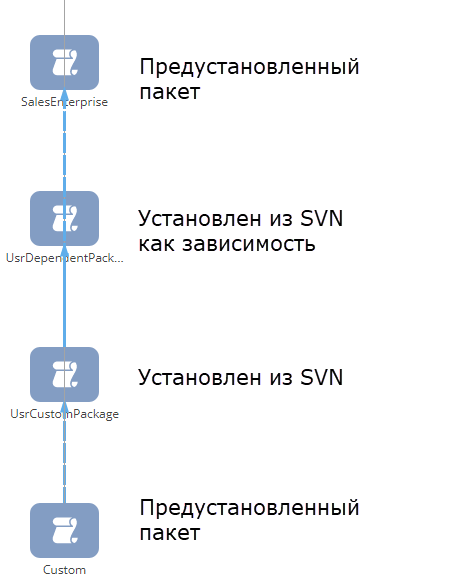 Предустановленный
пакет
SalesEnterprise
Установлен из SVN
как зависимость
UsrDependentPack...
Установлен из SVN
UsrCustomPackage
Предустановленный
пакет
Custom